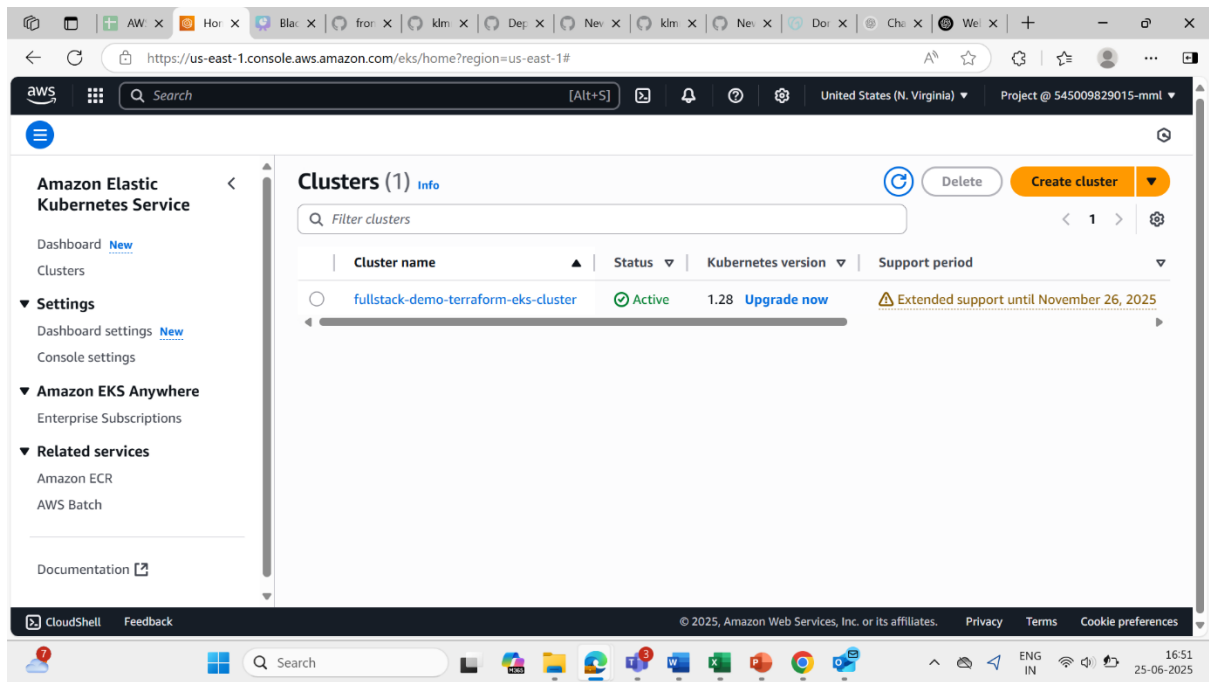 AW
Hor
Blac
fron
klm
Dep
Nev
klm
Nev
Dor
Cha
Wel
https://us-east-1.console.aws.amazon.com/eks/home?region=us-east-1#
aws
Search
[Alt+S]
United States (N. Virginia)
Project @ 545009829015-mml
Amazon Elastic
Kubernetes Service
Dashboard New
Clusters
Settings
Dashboard settings New
Console settings
Amazon EKS Anywhere
Enterprise Subscriptions
Related services
Amazon ECR
AWS Batch
Documentation
Clusters (1) Info
Delete
Create cluster
Filter clusters
1
Cluster name Status Kubernetes version Support period
fullstack-demo-terraform-eks-cluster Active 1.28 Upgrade now Extended support until November 26, 2025
CloudShell Feedback © 2025, Amazon Web Services, Inc. or its affiliates. Privacy Terms Cookie preferences
7
Search
3
ENG
IN
16:51
25-06-2025